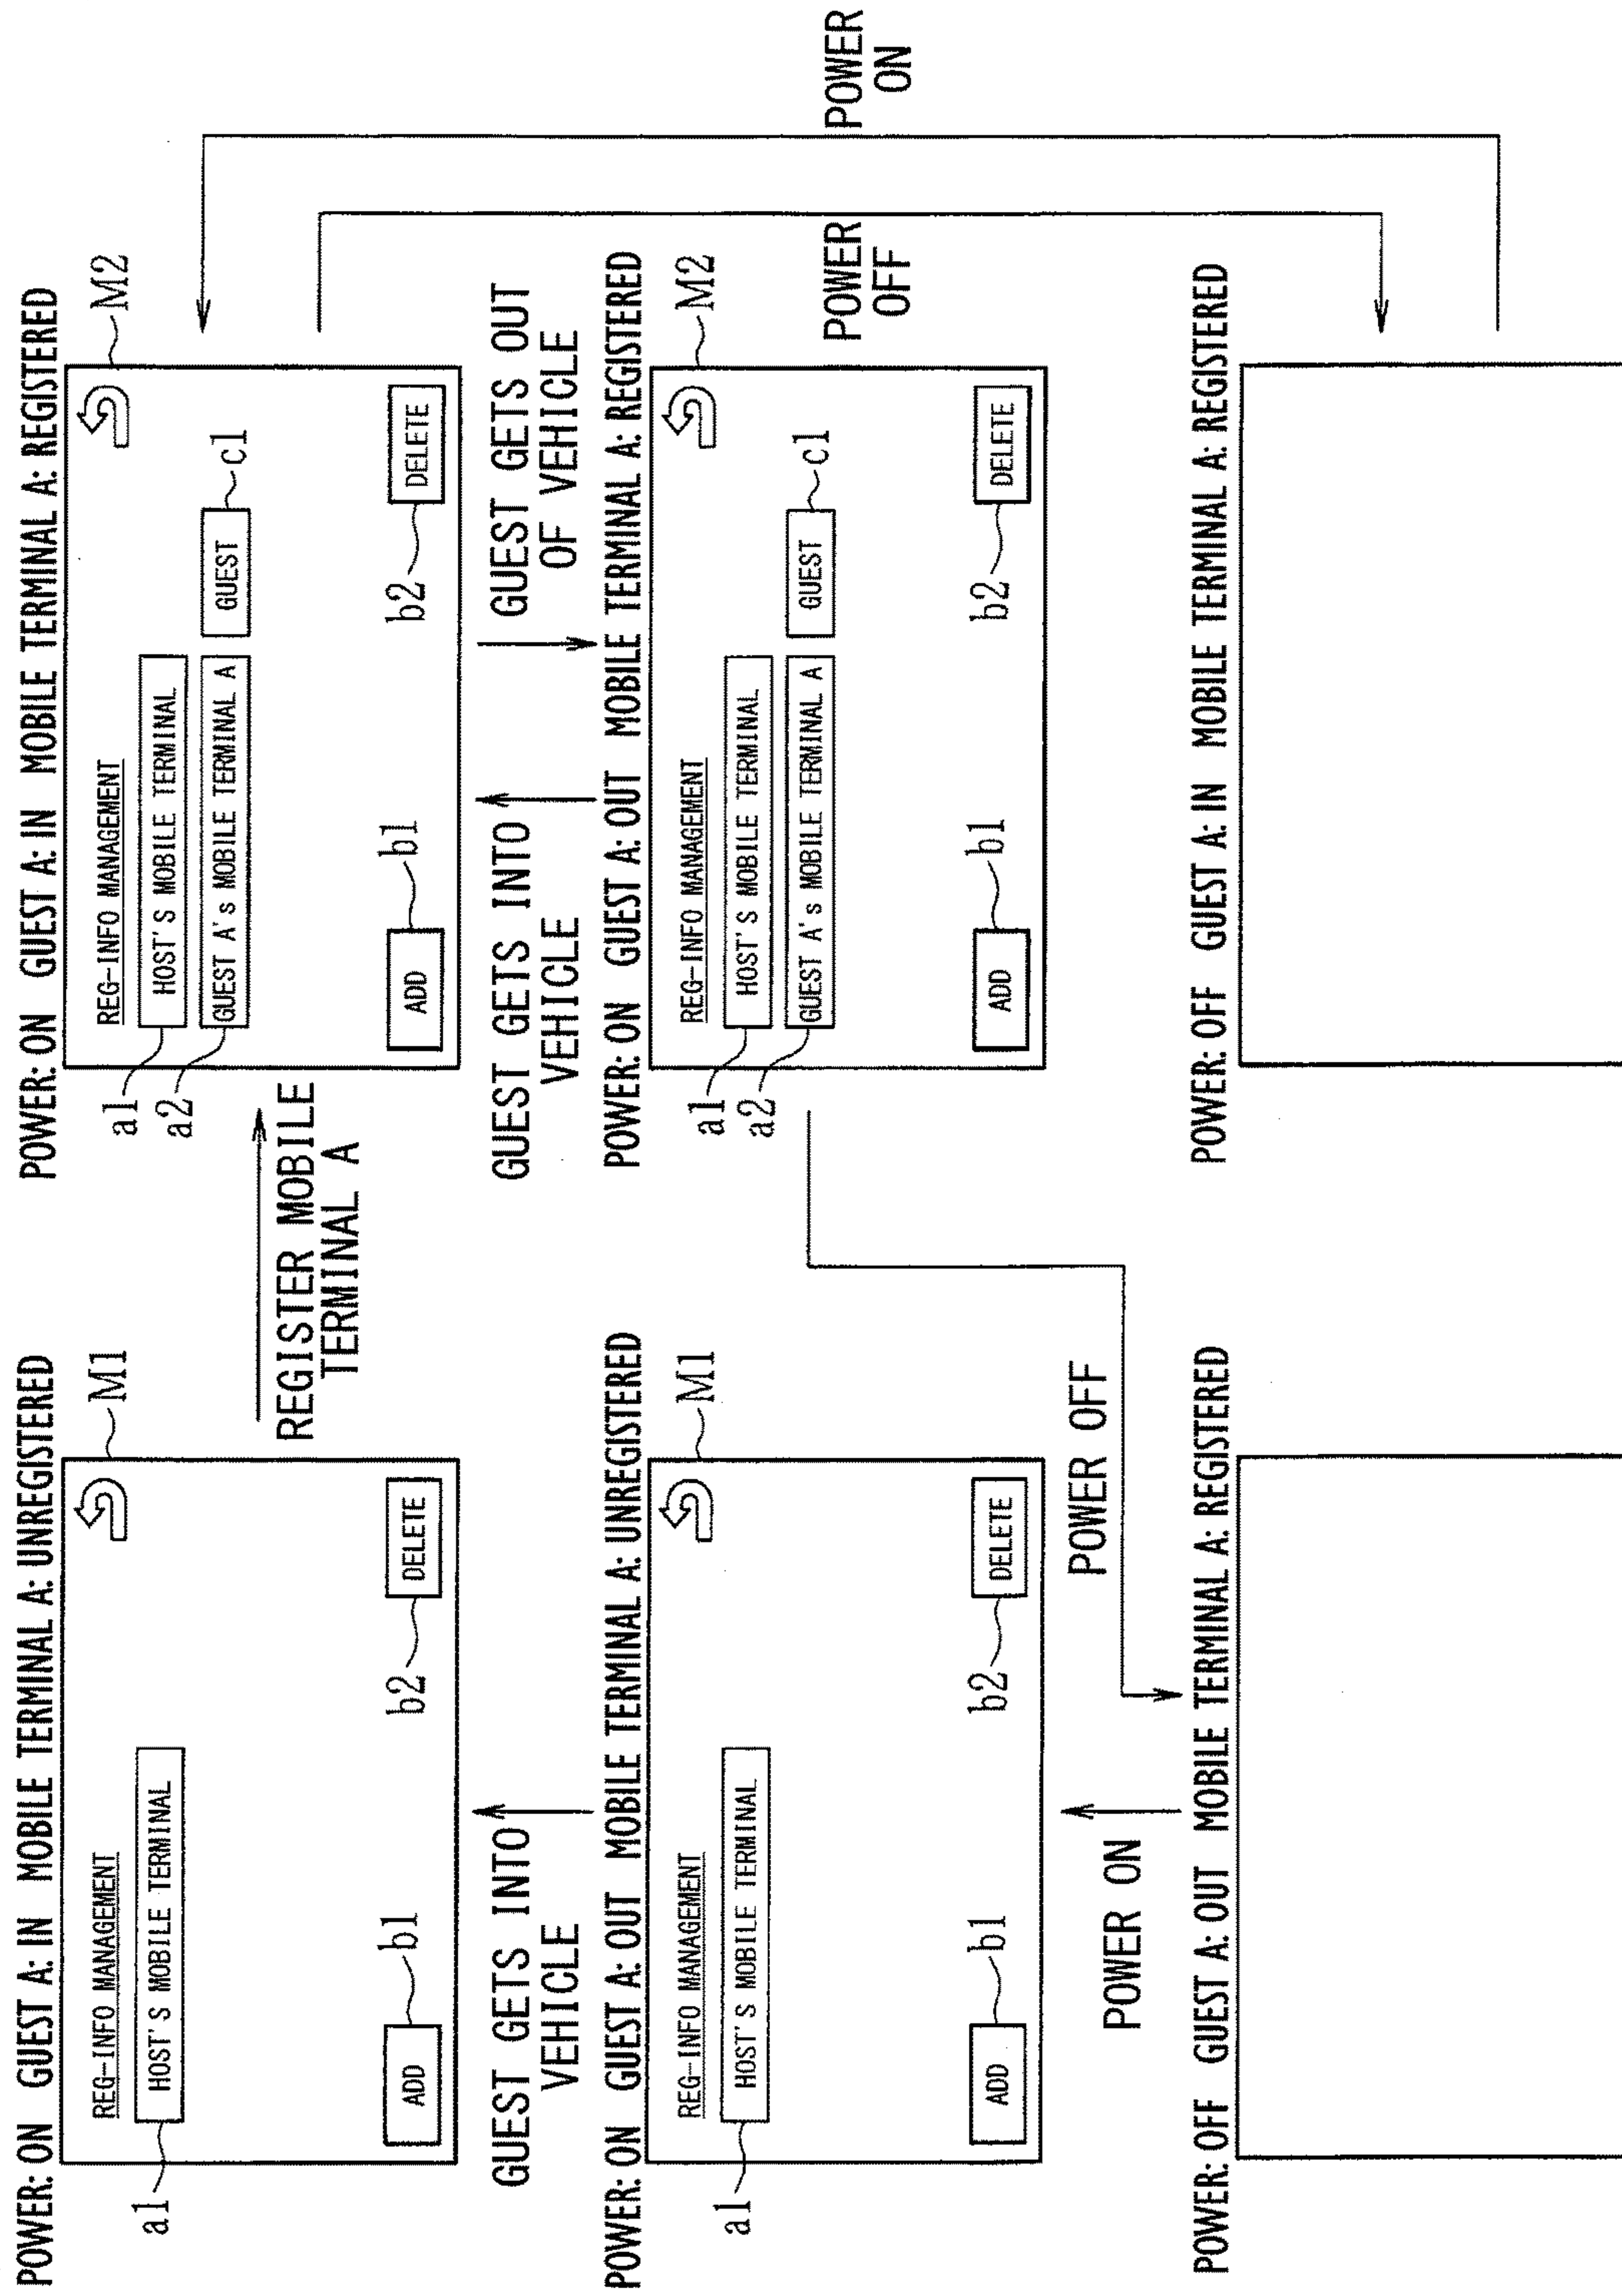 POWER: ON GUEST A: IN MOBILE TERMINAL A: UNREGISTERED
M1
REG-INFO MANAGEMENT
a1
HOST'S MOBILE TERMINAL
ADD
b1
b2
DELETE
REGISTER MOBILE
TERMINAL A
POWER: ON GUEST A: IN MOBILE TERMINAL A: REGISTERED
M2
REG-INFO MANAGEMENT
a1
HOST'S MOBILE TERMINAL
a2
GUEST A's MOBILE TERMINAL A
GUEST
c1
ADD
b1
b2
DELETE
GUEST GETS INTO
VEHICLE
GUEST GETS INTO
VEHICLE
GUEST GETS OUT
OF VEHICLE
POWER: ON GUEST A: OUT MOBILE TERMINAL A: UNREGISTERED
M1
REG-INFO MANAGEMENT
a1
HOST'S MOBILE TERMINAL
ADD
b1
b2
DELETE
POWER: ON GUEST A: OUT MOBILE TERMINAL A: REGISTERED
M2
REG-INFO MANAGEMENT
a1
HOST'S MOBILE TERMINAL
a2
GUEST A's MOBILE TERMINAL A
GUEST
c1
ADD
b1
b2
DELETE
POWER
OFF
POWER
ON
POWER ON
POWER OFF
POWER: OFF GUEST A: OUT MOBILE TERMINAL A: REGISTERED
POWER: OFF GUEST A: IN MOBILE TERMINAL A: REGISTERED